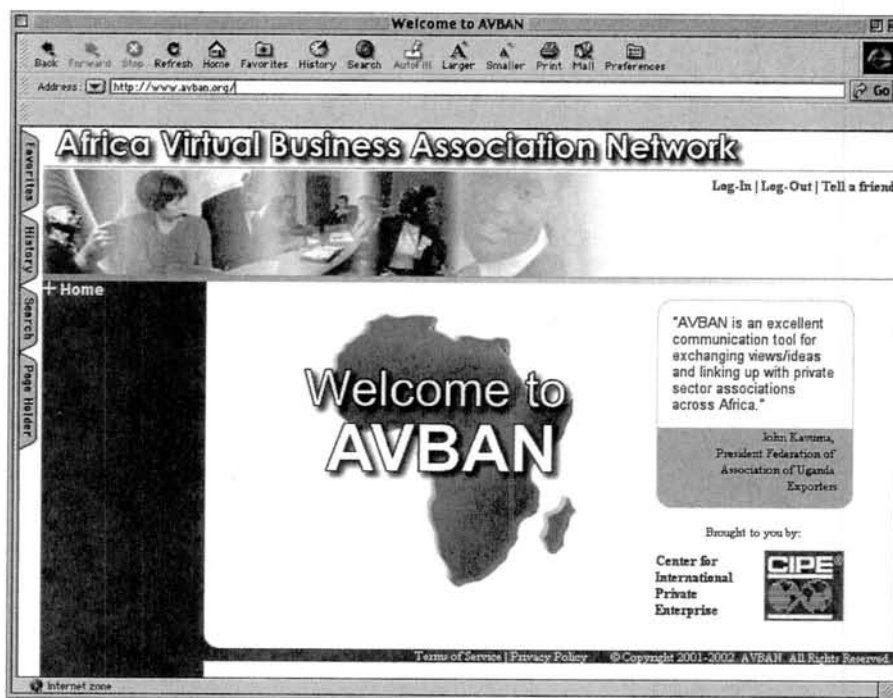 Welcome to AVBAN
Back Forward Stop Refresh Home Favorites History Search AutoFill Larger Smaller Print Mail Preferences
Address: http://www.avban.org/ Go
Africa Virtual Business Association Network
Log-In | Log-Out | Tell a friend
Favorites
History
Search
Page Holder
+ Home
Welcome to
AVBAN
"AVBAN is an excellent
communication tool for
exchanging views/ideas
and linking up with private
sector associations
across Africa."
John Kavuma,
President Federation of
Association of Uganda
Exporters
Brought to you by:
Center for
International
Private
Enterprise
CIPE®
Terms of Service | Privacy Policy © Copyright 2001-2002 AVBAN. All Rights Reserved.
Internet zone